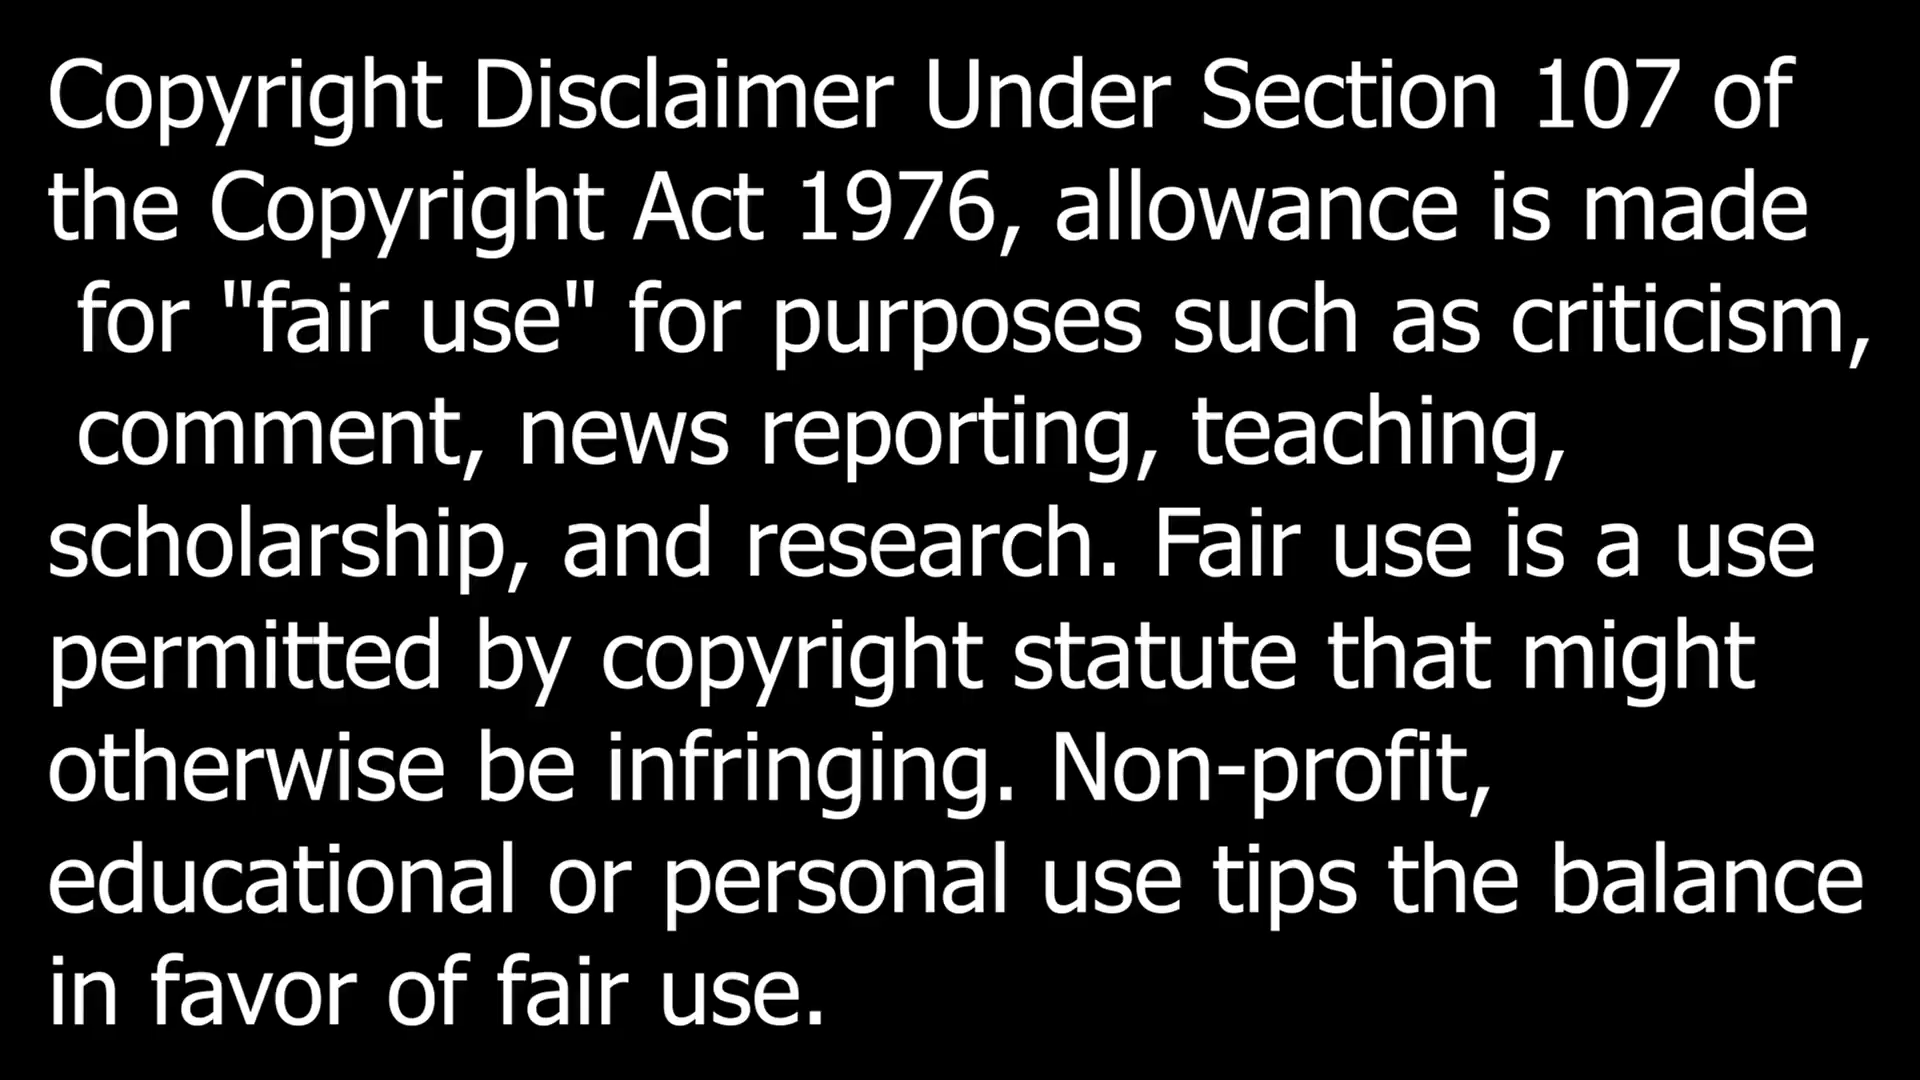 Copyright Disclaimer Under Section 107 of
the Copyright Act 1976, allowance is made
for "fair use" for purposes such as criticism,
comment, news reporting, teaching,
scholarship, and research. Fair use is a use
permitted by copyright statute that might
otherwise be infringing. Non-profit,
educational or personal use tips the balance
in favor of fair use.